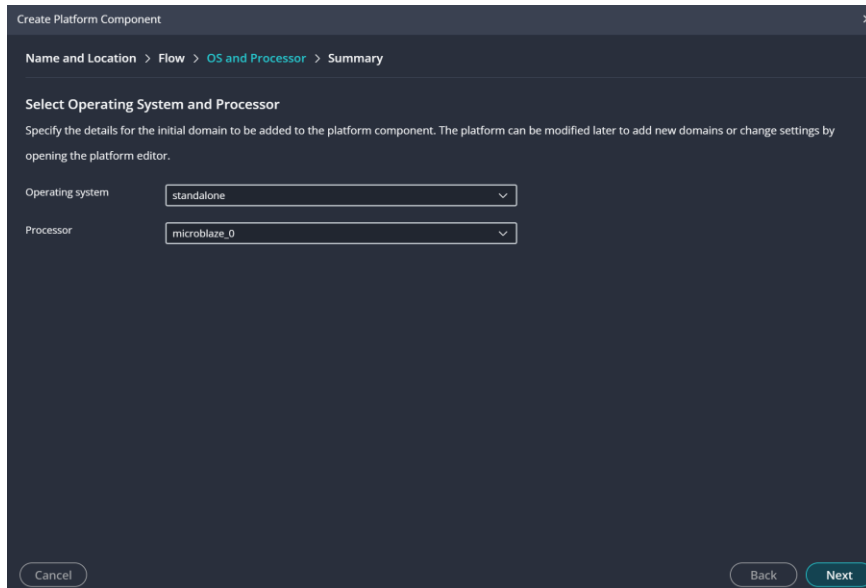 Create Platform Component
Name and Location > Flow > OS and Processor > Summary
Select Operating System and Processor
Specify the details for the initial domain to be added to the platform component. The platform can be modified later to add new domains or change settings by
opening the platform editor.
Operating system standalone
Processor microblaze_0
Cancel Back Next